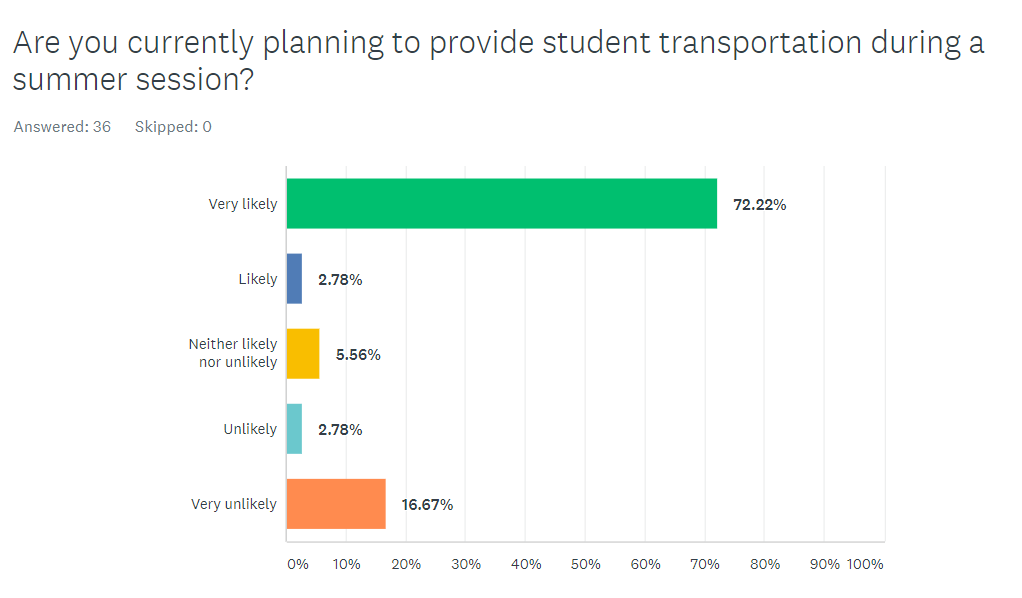 Are you currently planning to provide student transportation during a
summer session?
Answered: 36 Skipped: 0
Very likely 72.22%
Likely 2.78%
Neither likely
nor unlikely 5.56%
Unlikely 2.78%
Very unlikely 16.67%
0% 10% 20% 30% 40% 50% 60% 70% 80% 90% 100%